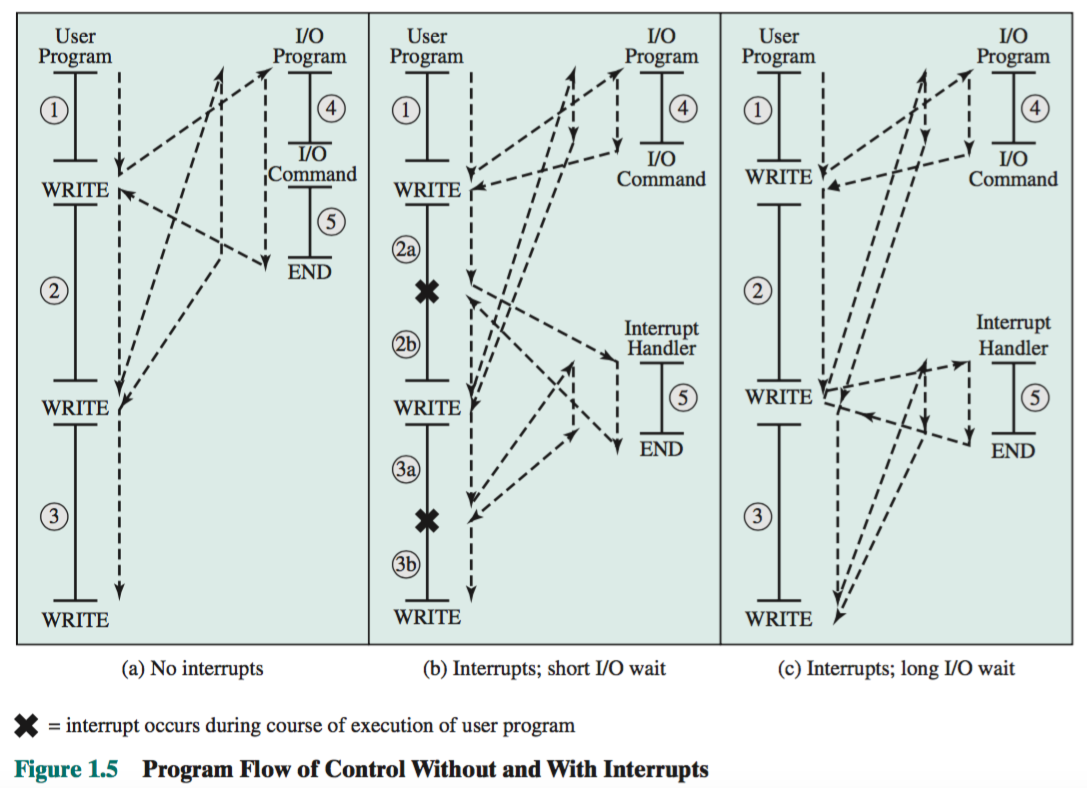 User
Program
I/O
Program
1
4
I/O
Command
WRITE
5
END
2
WRITE
3
WRITE
User
Program
I/O
Program
1
4
I/O
Command
WRITE
2a
2b
Interrupt
Handler
5
WRITE
END
3a
3b
WRITE
User
Program
I/O
Program
1
4
I/O
Command
WRITE
2
Interrupt
Handler
5
WRITE
END
3
WRITE
(a) No interrupts
(b) Interrupts; short I/O wait
(c) Interrupts; long I/O wait
✖ = interrupt occurs during course of execution of user program
Figure 1.5 Program Flow of Control Without and With Interrupts